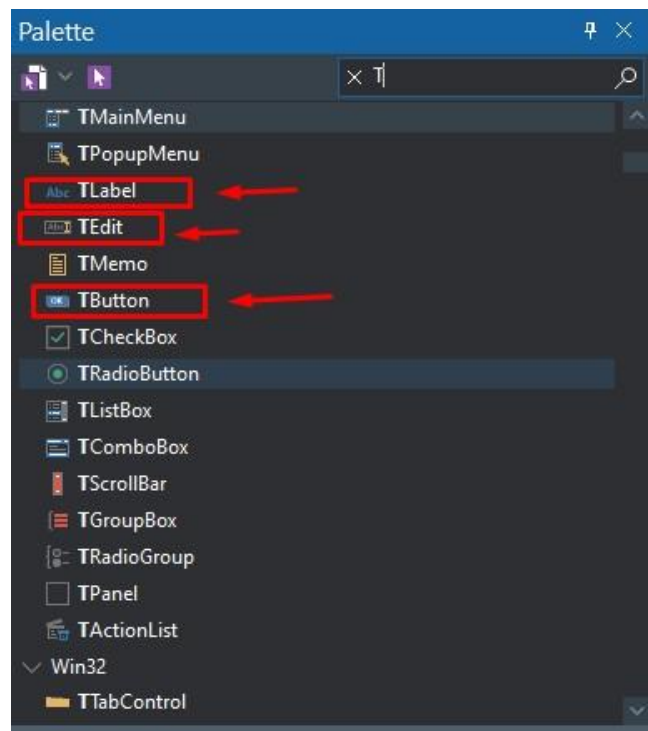 Palette
T
TMainMenu
TPopupMenu
Abc TLabel
TEdit
TMemo
OK TButton
TCheckBox
TRadioButton
TListBox
TComboBox
TScrollBar
TGroupBox
TRadioGroup
TPanel
TActionList
Win32
TTabControl